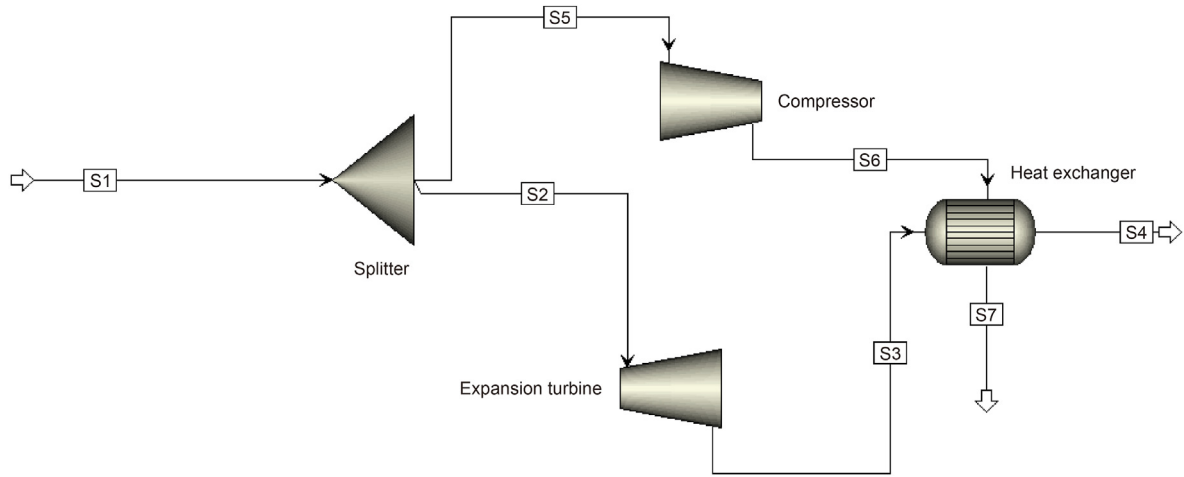 S5
Compressor
S6
Heat exchanger
S1
S2
S4
Splitter
S7
S3
Expansion turbine